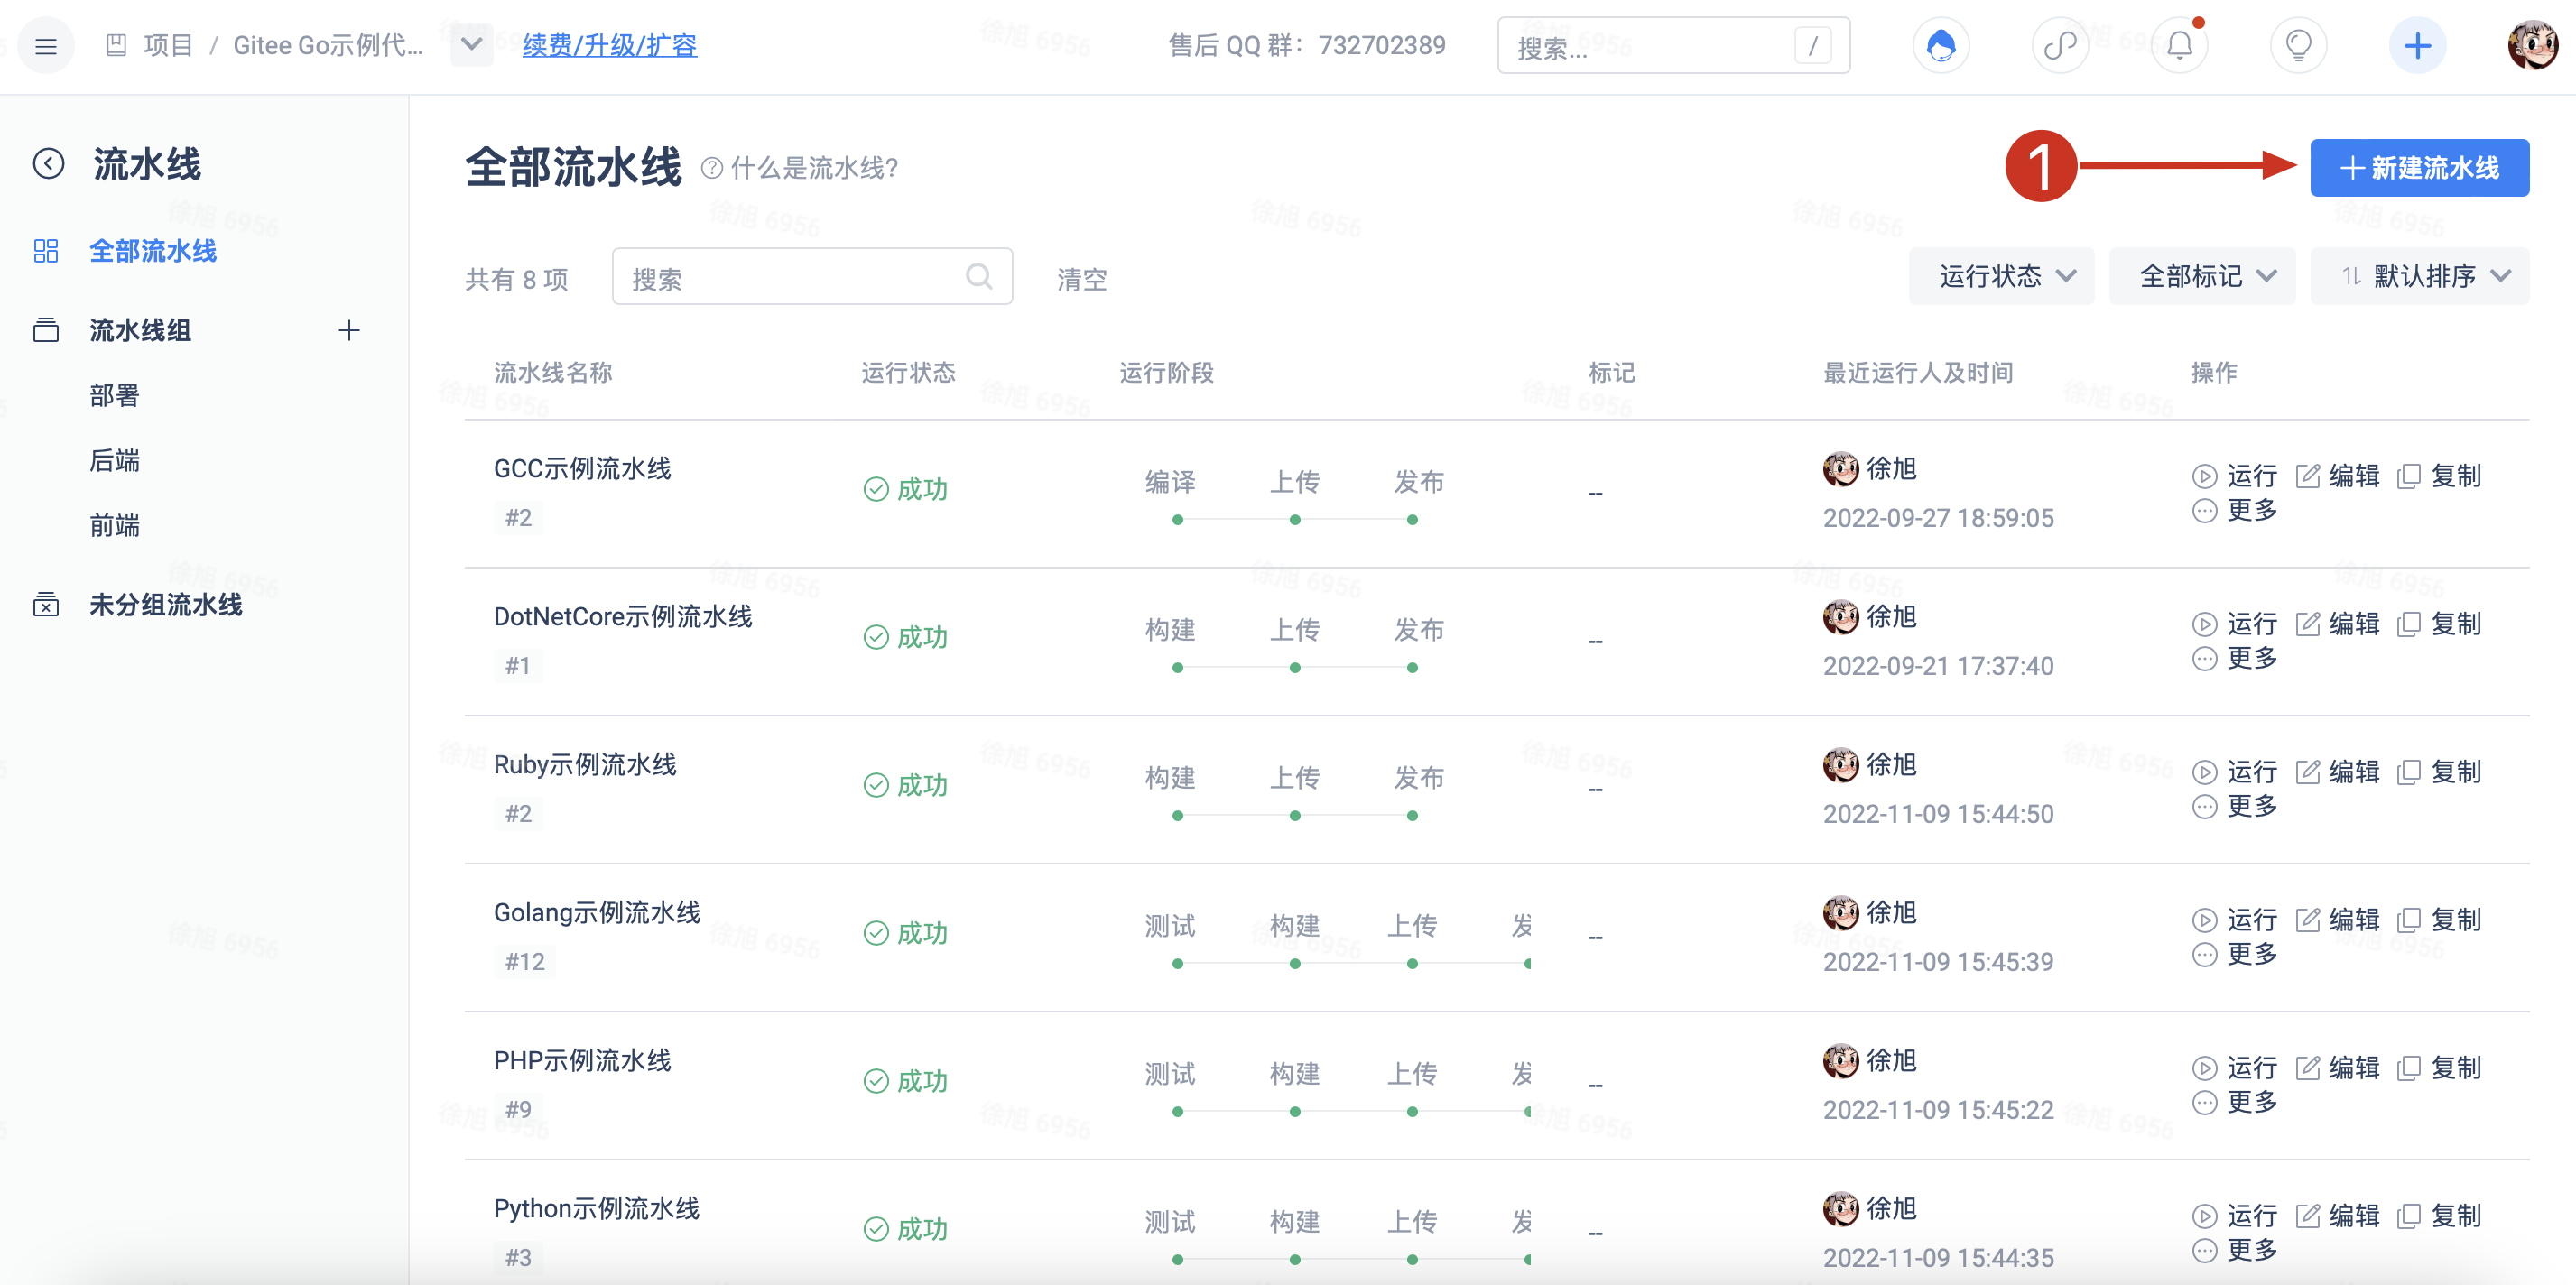 项目 / Gitee Go示例代... 续费/升级/扩容 售后 QQ 群：732702389 搜索... /
流水线
全部流水线
流水线组
部署
后端
前端
未分组流水线
全部流水线 什么是流水线?
1
新建流水线
共有 8 项 搜索 清空 运行状态 全部标记 默认排序
流水线名称 运行状态 运行阶段 标记 最近运行人及时间 操作
GCC示例流水线 #2 成功 编译 上传 发布 -- 徐旭 2022-09-27 18:59:05 运行 编辑 复制 更多
DotNetCore示例流水线 #1 成功 构建 上传 发布 -- 徐旭 2022-09-21 17:37:40 运行 编辑 复制 更多
Ruby示例流水线 #2 成功 构建 上传 发布 -- 徐旭 2022-11-09 15:44:50 运行 编辑 复制 更多
Golang示例流水线 #12 成功 测试 构建 上传 发 -- 徐旭 2022-11-09 15:45:39 运行 编辑 复制 更多
PHP示例流水线 #9 成功 测试 构建 上传 发 -- 徐旭 2022-11-09 15:45:22 运行 编辑 复制 更多
Python示例流水线 #3 成功 测试 构建 上传 发 -- 徐旭 2022-11-09 15:44:35 运行 编辑 复制 更多
徐旭 6956